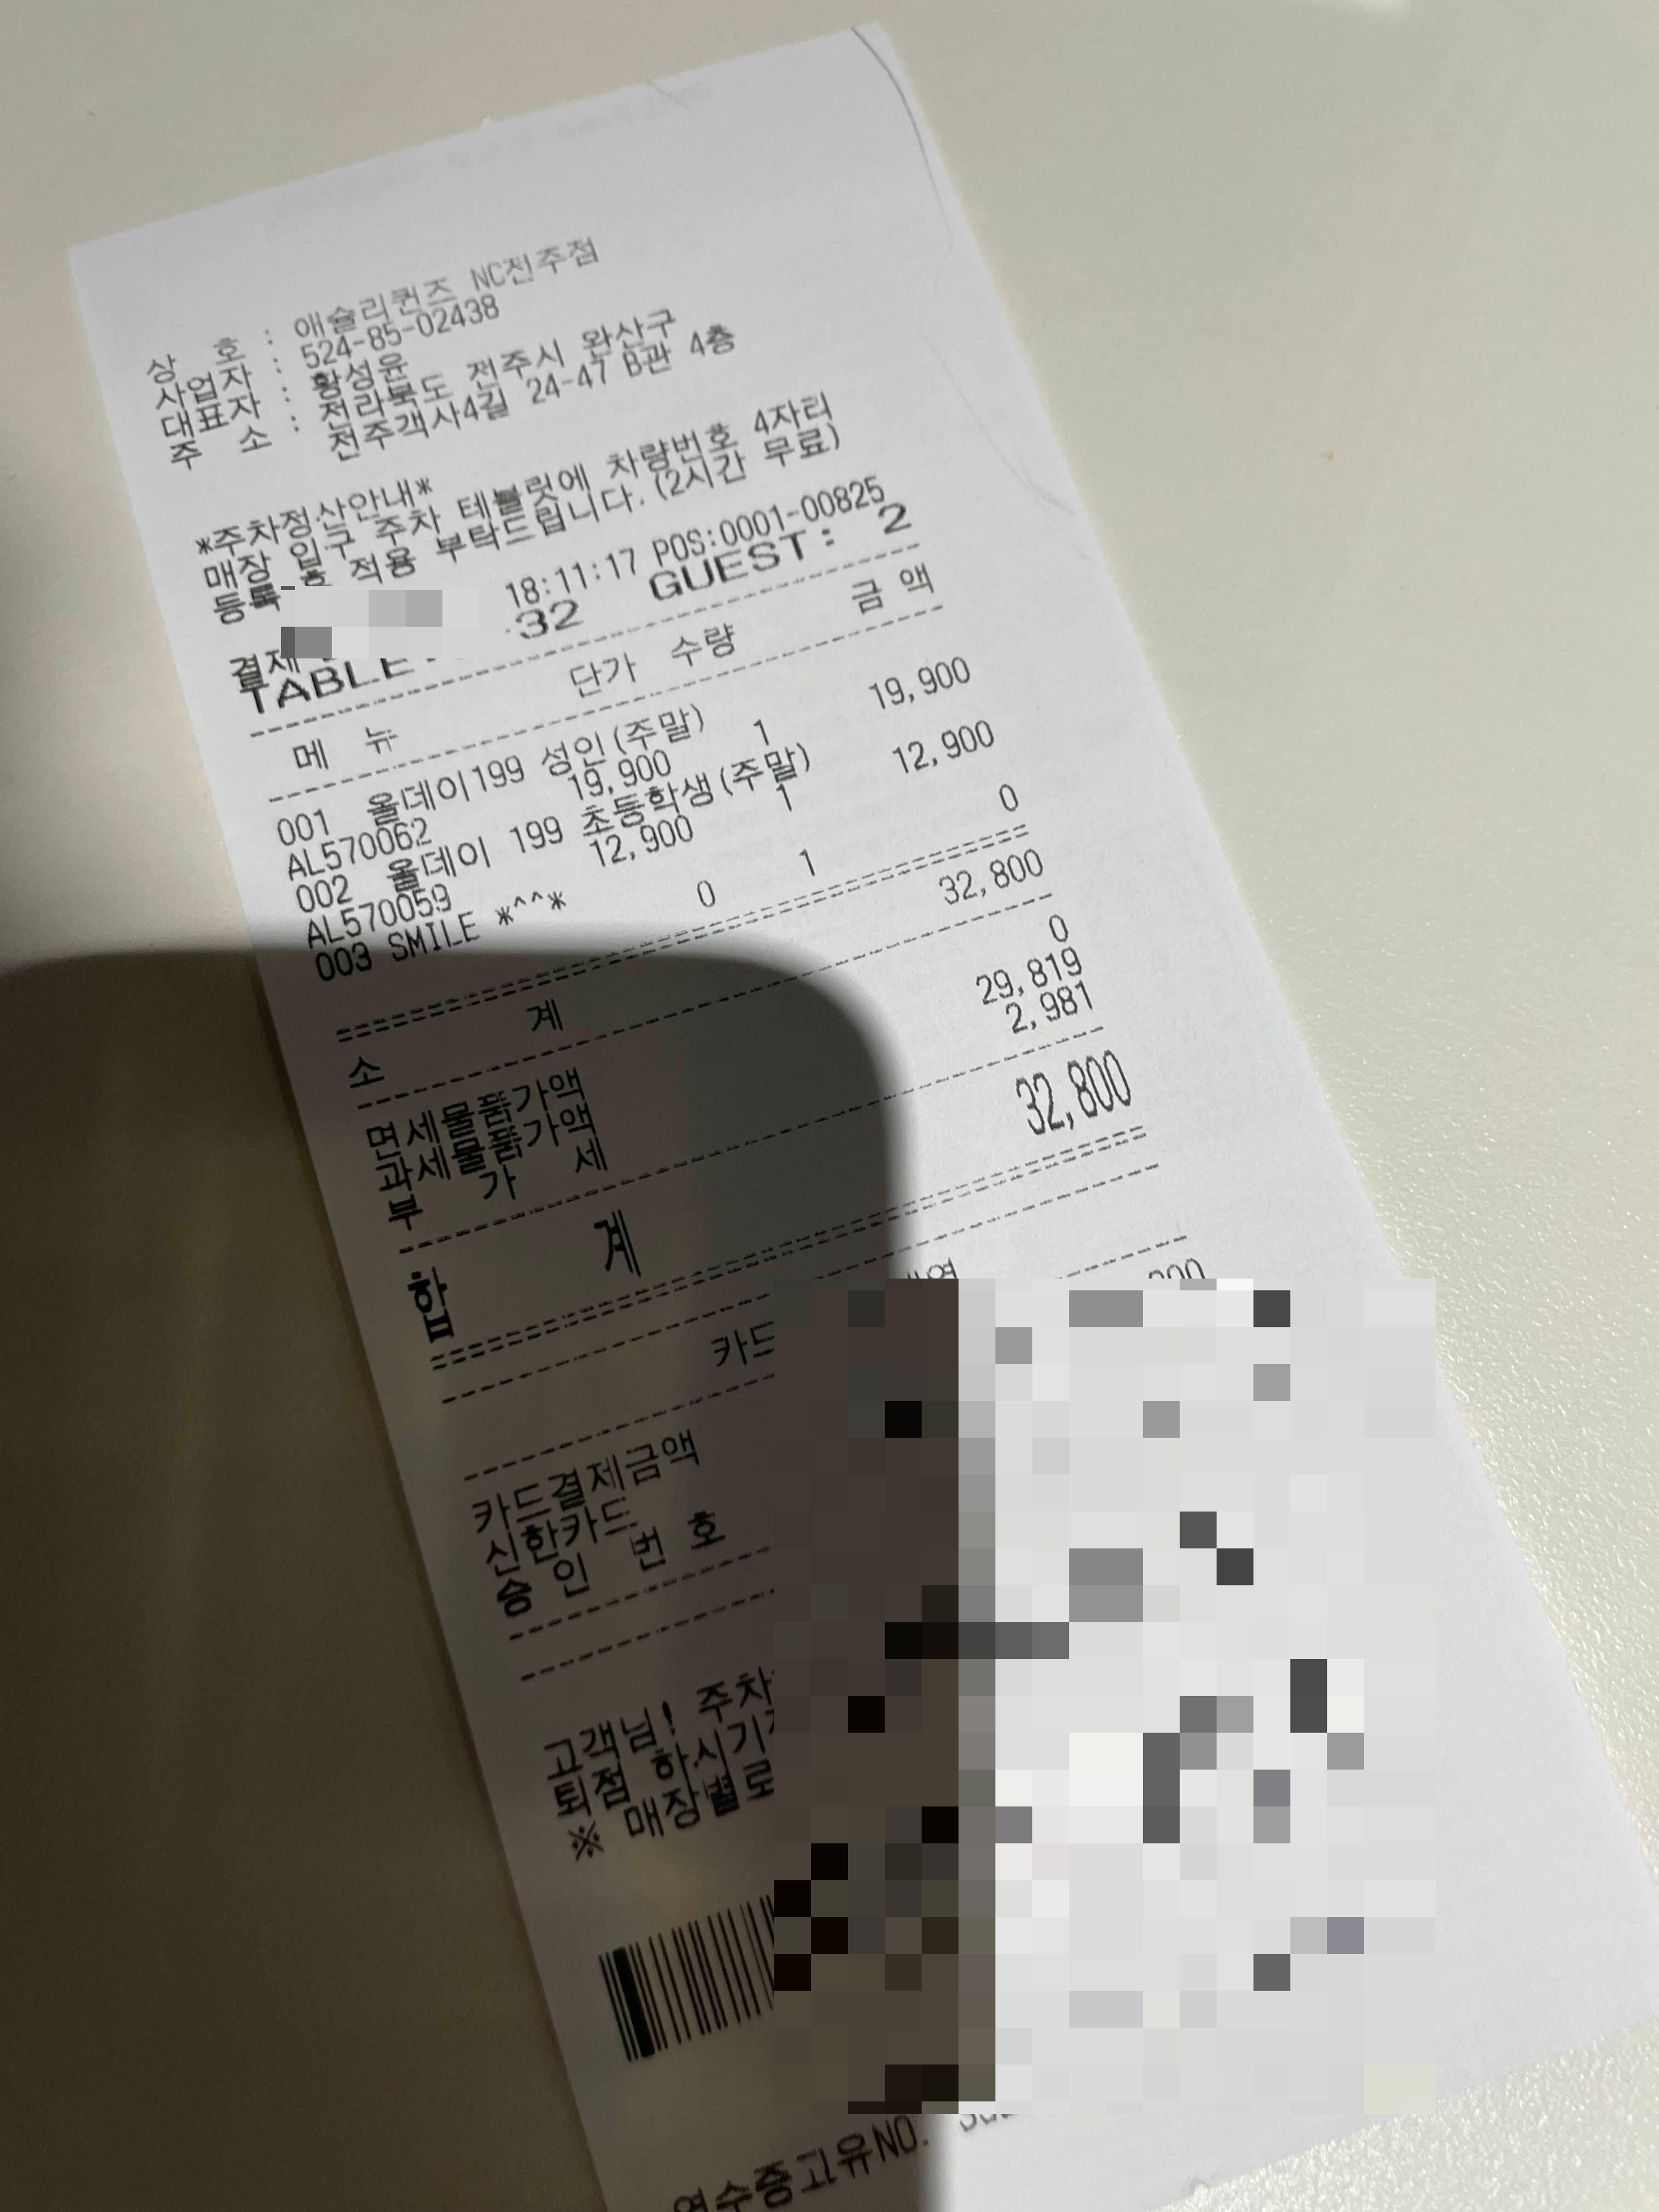 상 호 : 애슐리퀸즈 NC전주점
사업자 : 524-85-02438
대표자 : 황성윤
주 소 : 전라북도 전주시 완산구
전주객사4길 24-47 B관 4층
*주차정산안내*
매장 입구 주차 테블릿에 차량번호 4자리
등록 후 적용 부탁드립니다.(2시간 무료)
결제 18:11:17 POS:0001-00825
TABLE 32 GUEST: 2
메 뉴 단가 수량 금 액
001 올데이199 성인(주말)
AL570062 19,900 1 19,900
002 올데이 199 초등학생(주말)
AL570059 12,900 1 12,900
003 SMILE *^^* 0 1 0
소 계 32,800
면세물품가액 0
과세물품가액 29,819
부 가 세 2,981
합 계 32,800
카드
카드결제금액
신한카드
승 인 번 호
고객님! 주차
퇴점 하시기
※ 매장별로
영수증고유NO.